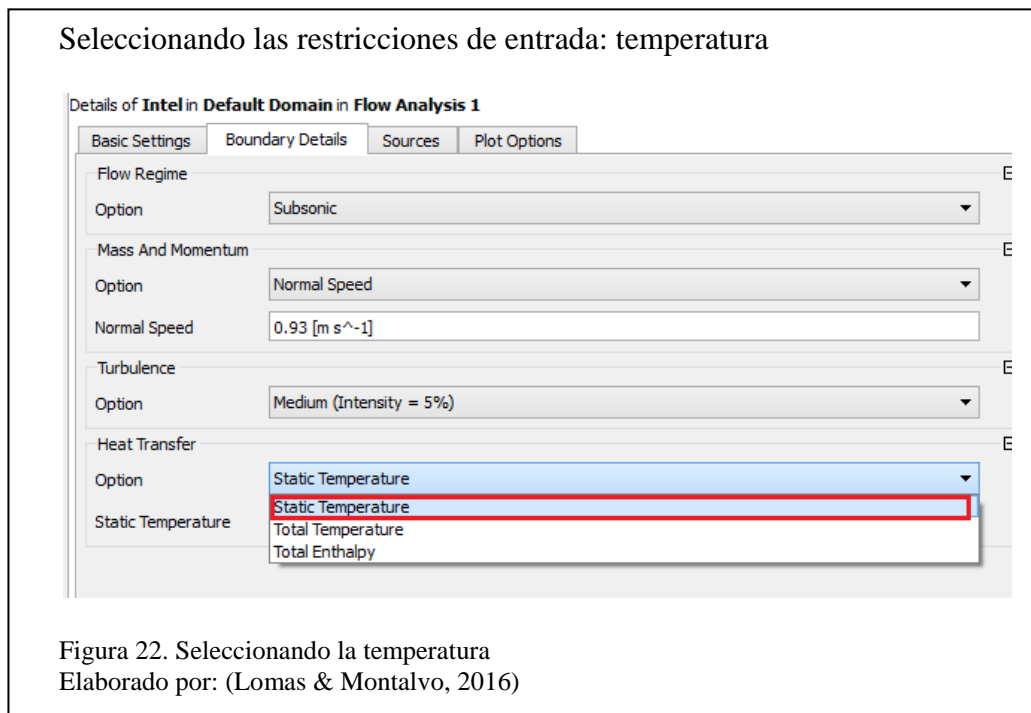 Seleccionando las restricciones de entrada: temperatura
Details of Intel in Default Domain in Flow Analysis 1
Basic Settings Boundary Details Sources Plot Options
Flow Regime
Option Subsonic
Mass And Momentum
Option Normal Speed
Normal Speed 0.93 [m s^-1]
Turbulence
Option Medium (Intensity = 5%)
Heat Transfer
Option Static Temperature
Static Temperature
Static Temperature
Total Temperature
Total Enthalpy
Figura 22. Seleccionando la temperatura
Elaborado por: (Lomas & Montalvo, 2016)